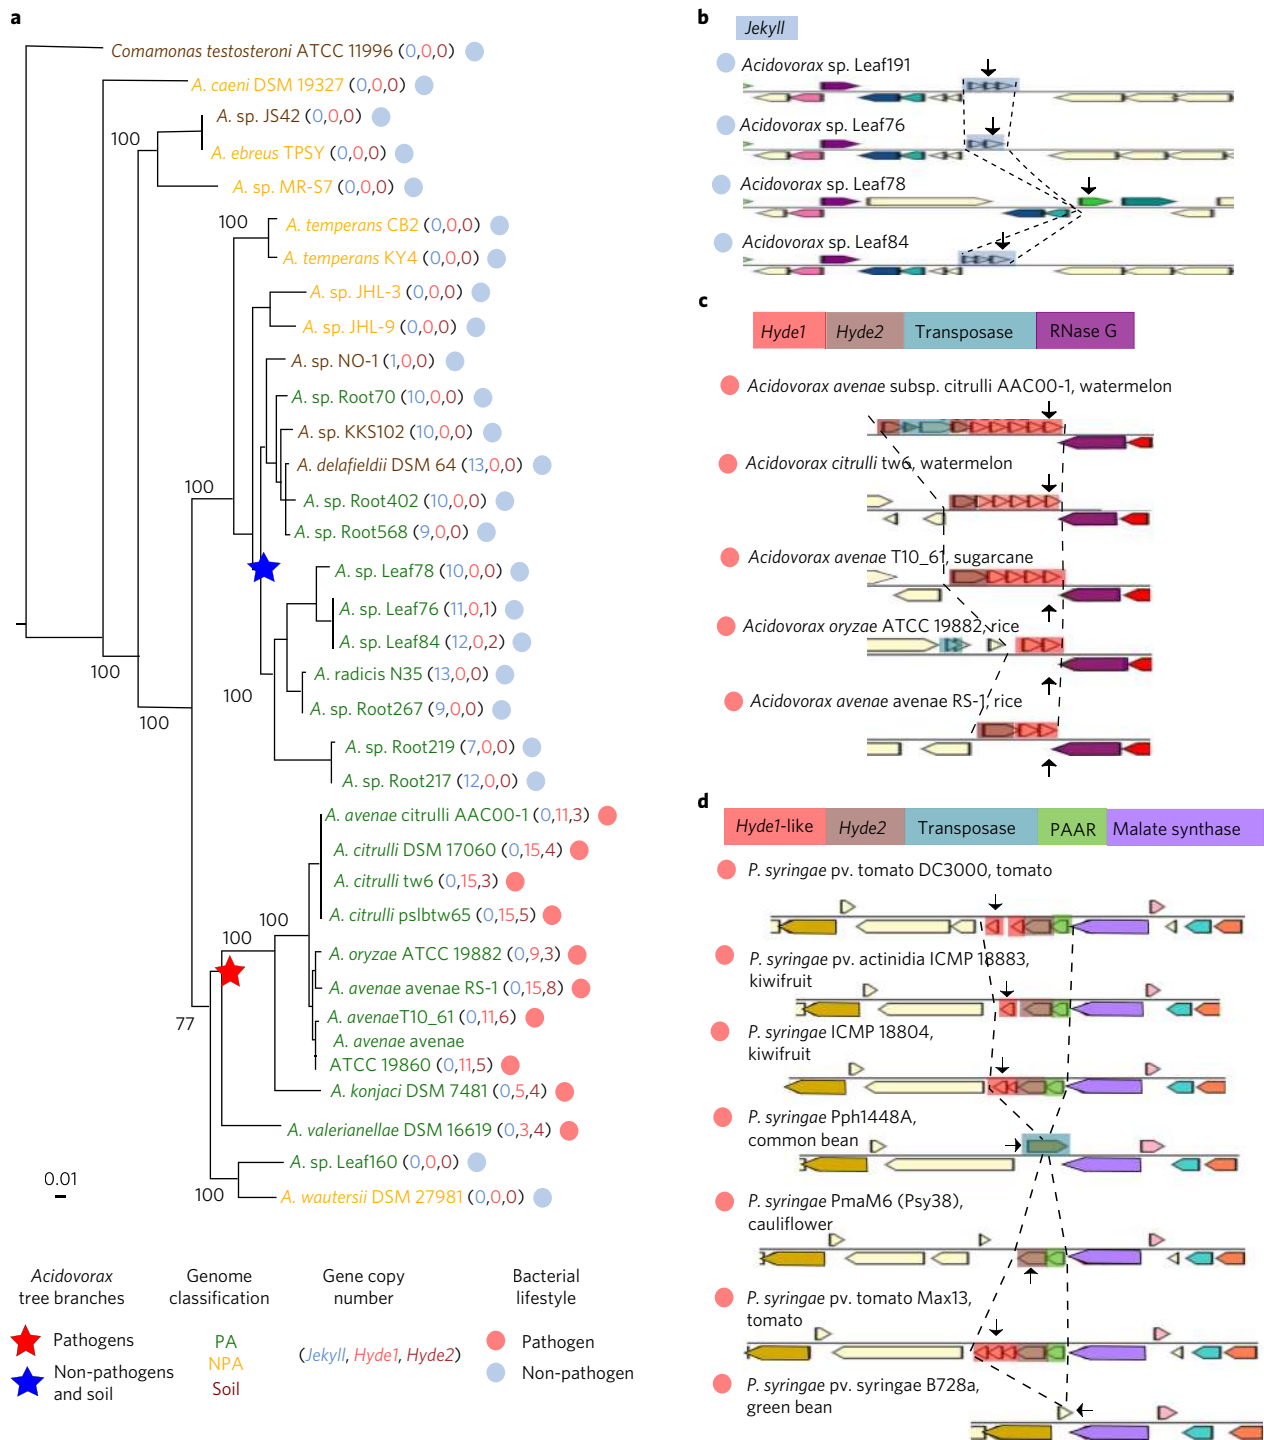 a
Comamonas testosteroni ATCC 11996 (0,0,0)
A. caeni DSM 19327 (0,0,0)
A. sp. JS42 (0,0,0)
100
A. ebreus TPSY (0,0,0)
A. sp. MR-S7 (0,0,0)
100
A. temperans CB2 (0,0,0)
A. temperans KY4 (0,0,0)
A. sp. JHL-3 (0,0,0)
A. sp. JHL-9 (0,0,0)
A. sp. NO-1 (1,0,0)
A. sp. Root70 (10,0,0)
A. sp. KKS102 (10,0,0)
A. delafieldii DSM 64 (13,0,0)
100
A. sp. Root402 (10,0,0)
A. sp. Root568 (9,0,0)
A. sp. Leaf78 (10,0,0)
A. sp. Leaf76 (11,0,1)
A. sp. Leaf84 (12,0,2)
100
A. radicis N35 (13,0,0)
100
A. sp. Root267 (9,0,0)
100
A. sp. Root219 (7,0,0)
A. sp. Root217 (12,0,0)
A. avenae citrulli AAC00-1 (0,11,3)
A. citrulli DSM 17060 (0,15,4)
A. citrulli tw6 (0,15,3)
A. citrulli pslbtw65 (0,15,5)
100
100
A. oryzae ATCC 19882 (0,9,3)
A. avenae avenae RS-1 (0,15,8)
A. avenaeT10_61 (0,11,6)
77
A. avenae avenae
ATCC 19860 (0,11,5)
A. konjaci DSM 7481 (0,5,4)
A. valerianellae DSM 16619 (0,3,4)
A. sp. Leaf160 (0,0,0)
100
A. wautersii DSM 27981 (0,0,0)
0.01
Acidovorax
tree branches
Pathogens
Non-pathogens
and soil
Genome
classification
PA
NPA
Soil
Gene copy
number
(Jekyll, Hyde1, Hyde2)
Bacterial
lifestyle
Pathogen
Non-pathogen
b
Jekyll
Acidovorax sp. Leaf191
Acidovorax sp. Leaf76
Acidovorax sp. Leaf78
Acidovorax sp. Leaf84
c
Hyde1 Hyde2 Transposase RNase G
Acidovorax avenae subsp. citrulli AAC00-1, watermelon
Acidovorax citrulli tw6, watermelon
Acidovorax avenae T10_61, sugarcane
Acidovorax oryzae ATCC 19882, rice
Acidovorax avenae avenae RS-1, rice
d
Hyde1-like Hyde2 Transposase PAAR Malate synthase
P. syringae pv. tomato DC3000, tomato
P. syringae pv. actinidia ICMP 18883,
kiwifruit
P. syringae ICMP 18804,
kiwifruit
P. syringae Pph1448A,
common bean
P. syringae PmaM6 (Psy38),
cauliflower
P. syringae pv. tomato Max13,
tomato
P. syringae pv. syringae B728a,
green bean